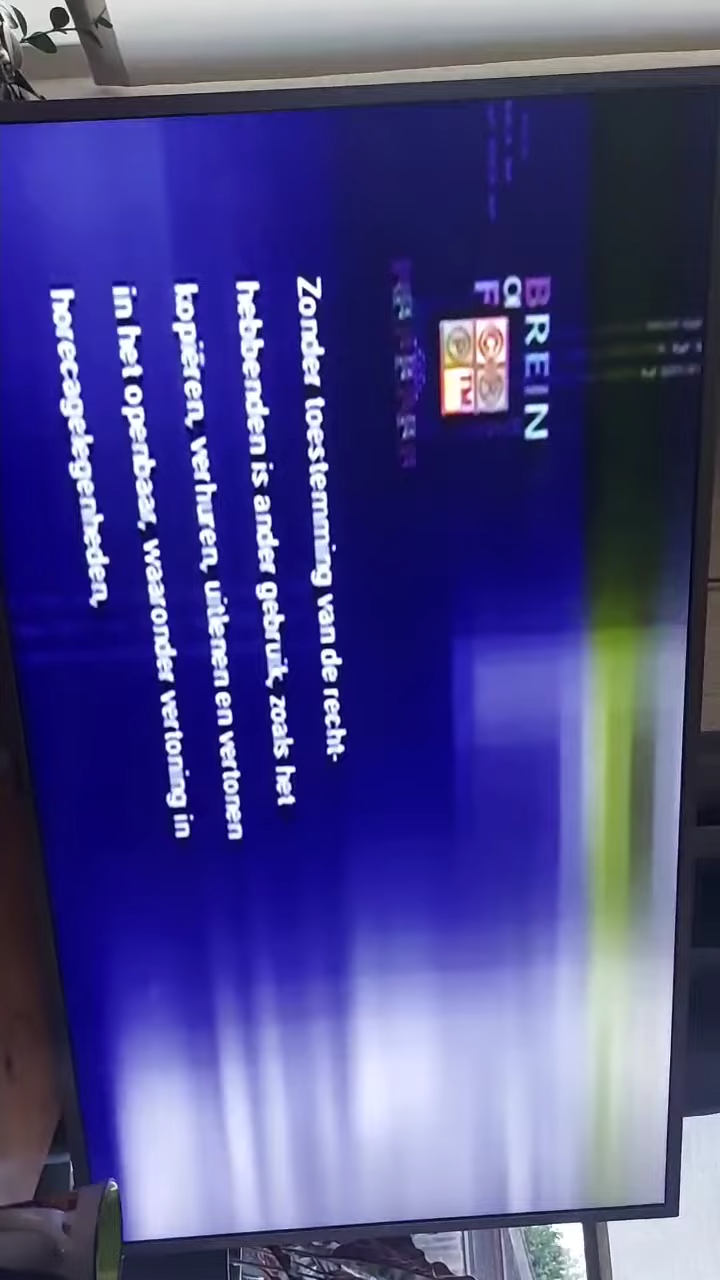 BREIN
Zonder toestemming van de recht-
hebbenden is ander gebruik, zoals het
kopiëren, verhuren, uitlenen en vertonen
in het openbaar, waaronder vertoning in
horecagelegenheden,